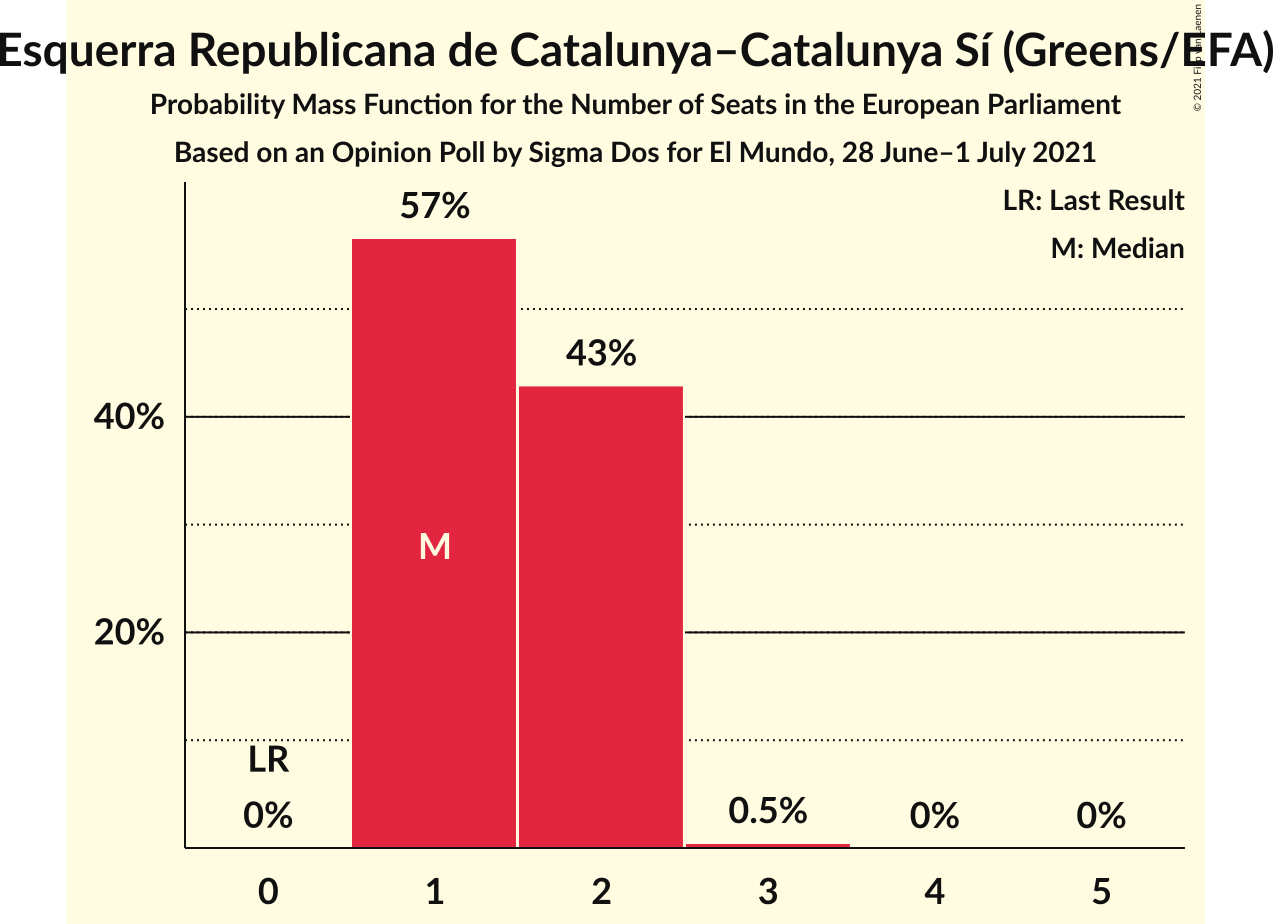 Esquerra Republicana de Catalunya–Catalunya Sí (Greens/EFA)
Probability Mass Function for the Number of Seats in the European Parliament
Based on an Opinion Poll by Sigma Dos for El Mundo, 28 June–1 July 2021
© 2021
LR: Last Result
M: Median
57%
43%
40%
M
20%
LR
0%
0.5%
0%
0%
0 1 2 3 4 5